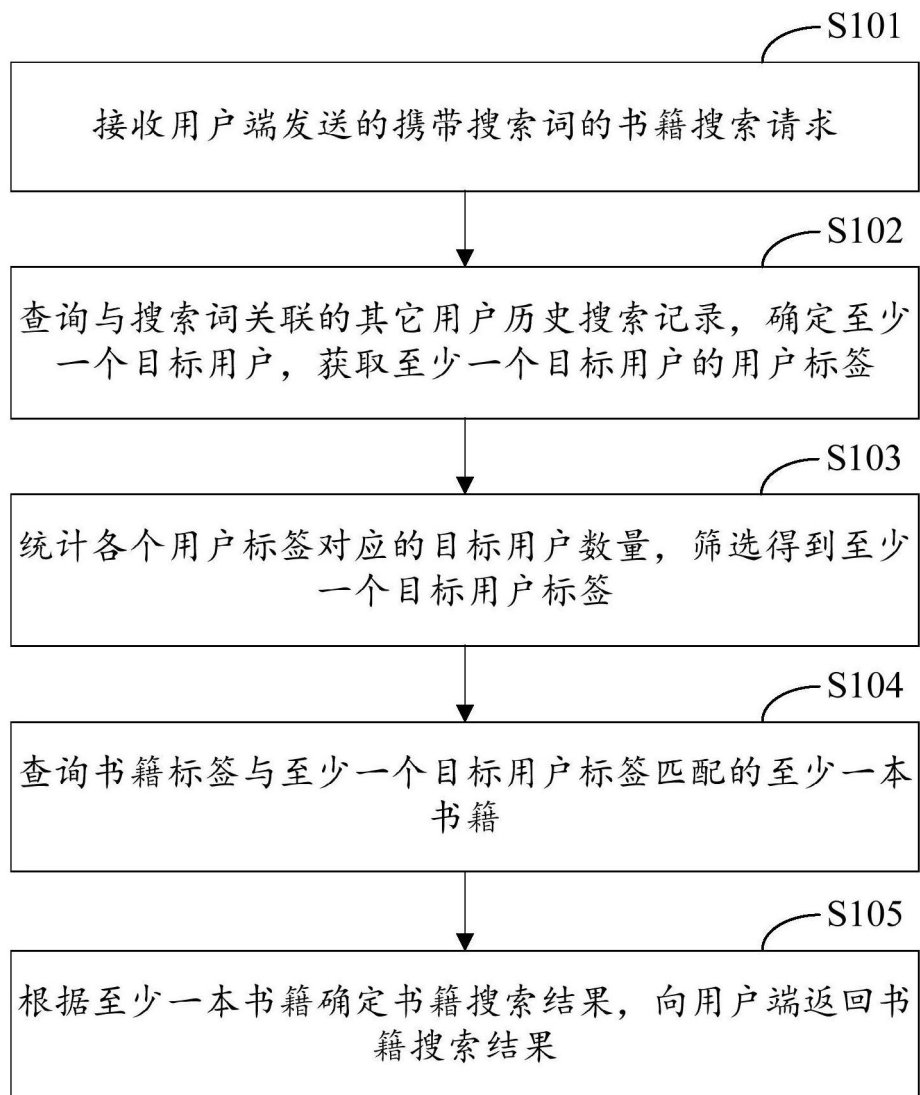 S101
接收用户端发送的携带搜索词的书籍搜索请求
S102
查询与搜索词关联的其它用户历史搜索记录，确定至少
一个目标用户，获取至少一个目标用户的用户标签
S103
统计各个用户标签对应的目标用户数量，筛选得到至少
一个目标用户标签
S104
查询书籍标签与至少一个目标用户标签匹配的至少一本
书籍
S105
根据至少一本书籍确定书籍搜索结果，向用户端返回书
籍搜索结果